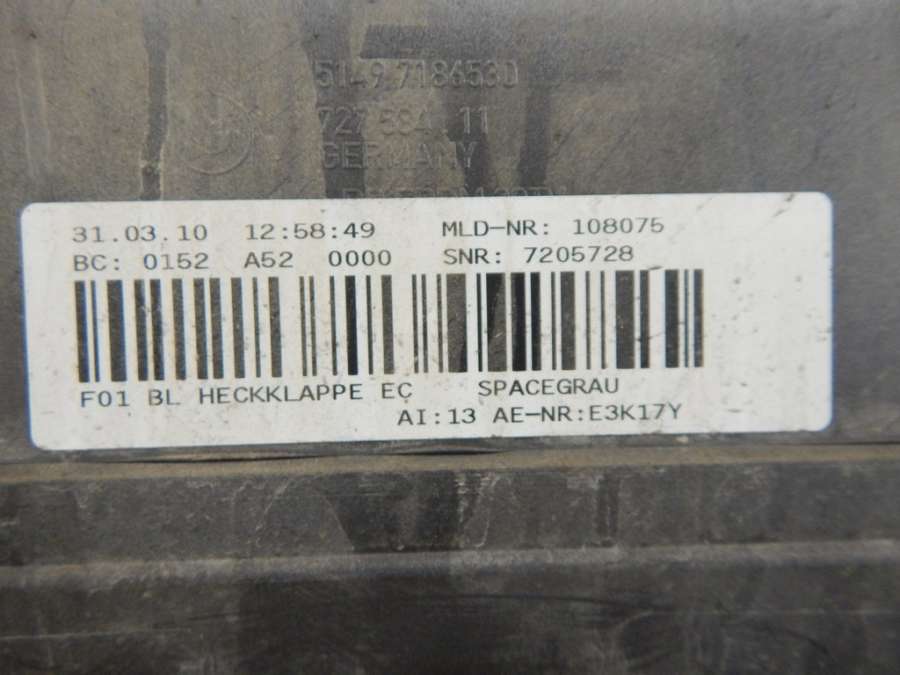 5149 7186530
GERMANY
31.03.10 12:58:49 MLD-NR: 108075
BC: 0152 A52 0000 SNR: 7205728
F01 BL HECKKLAPPE EC SPACEGRAU
AI:13 AE-NR:E3K17Y